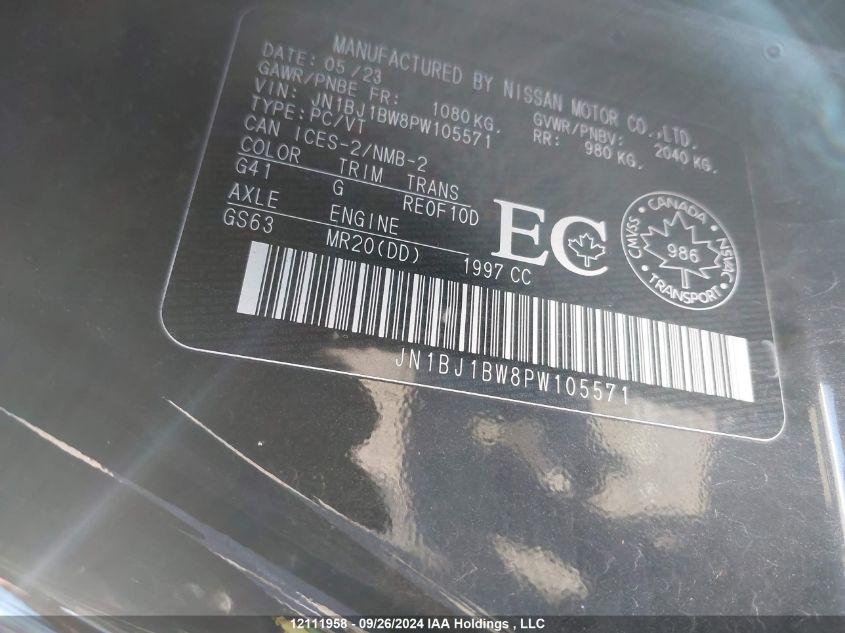 MANUFACTURED BY NISSAN MOTOR CO.,LTD.
DATE: 05/23
GAWR/PNBE FR: 1080 KG. GVWR/PNBV: 2040 KG.
VIN: JN1BJ1BW8PW105571 RR: 980 KG.
TYPE: PC/VT
CAN ICES-2/NMB-2
COLOR TRIM TRANS
G41 G RE0F10D
AXLE ENGINE
GS63 MR20(DD) 1997 CC
EC
CANADA
CMVSS 986 NSVAC
TRANSPORT
JN1BJ1BW8PW105571
12111958 - 09/26/2024 IAA Holdings , LLC